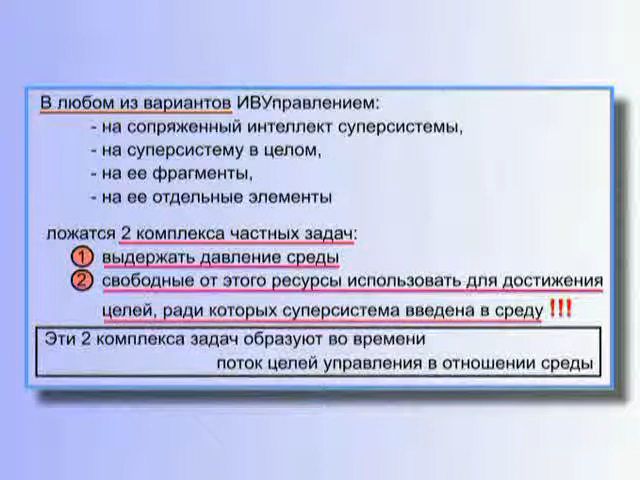 В любом из вариантов ИВУправлением:
- на сопряженный интеллект суперсистемы,
- на суперсистему в целом,
- на ее фрагменты,
- на ее отдельные элементы
ложатся 2 комплекса частных задач:
1 выдержать давление среды
2 свободные от этого ресурсы использовать для достижения
целей, ради которых суперсистема введена в среду !!!
Эти 2 комплекса задач образуют во времени
поток целей управления в отношении среды